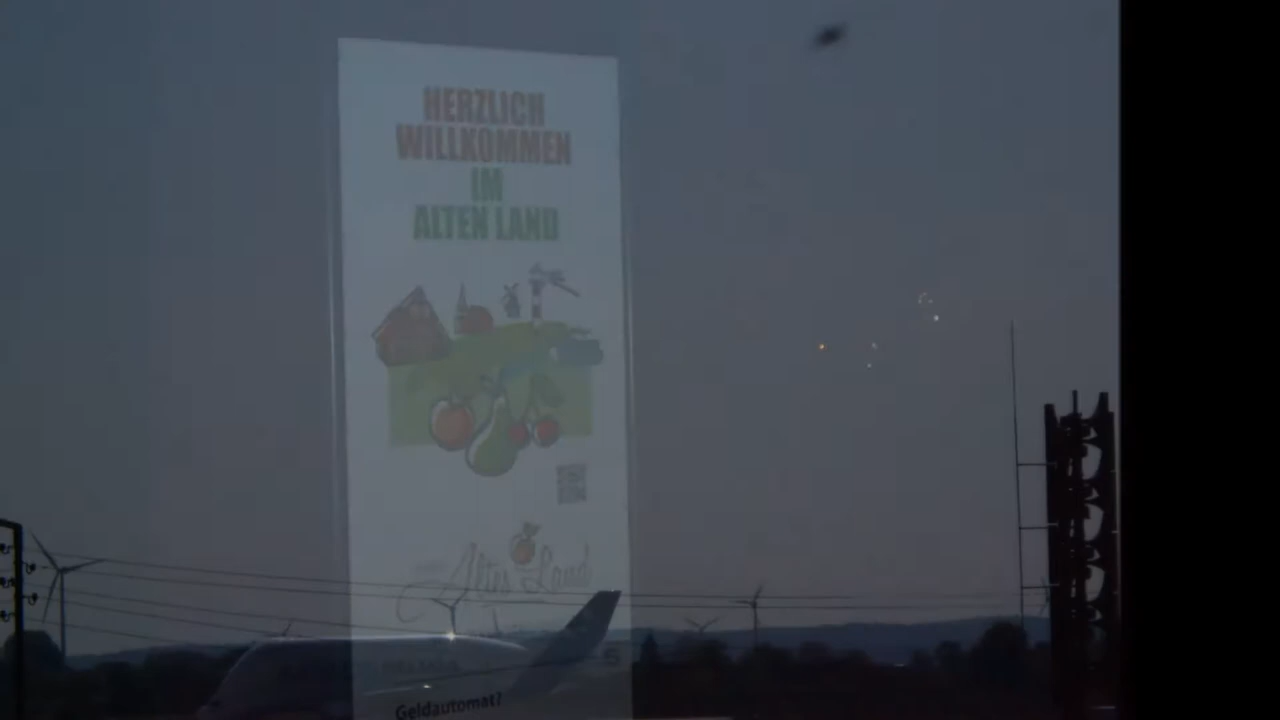 HERZLICH
WILLKOMMEN
IM
ALTEN LAND
Altes Land
Geldautomat?